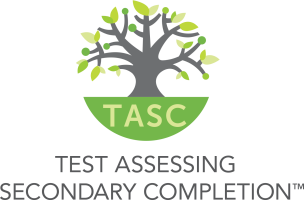 TASC
TEST ASSESSING
SECONDARY COMPLETION™